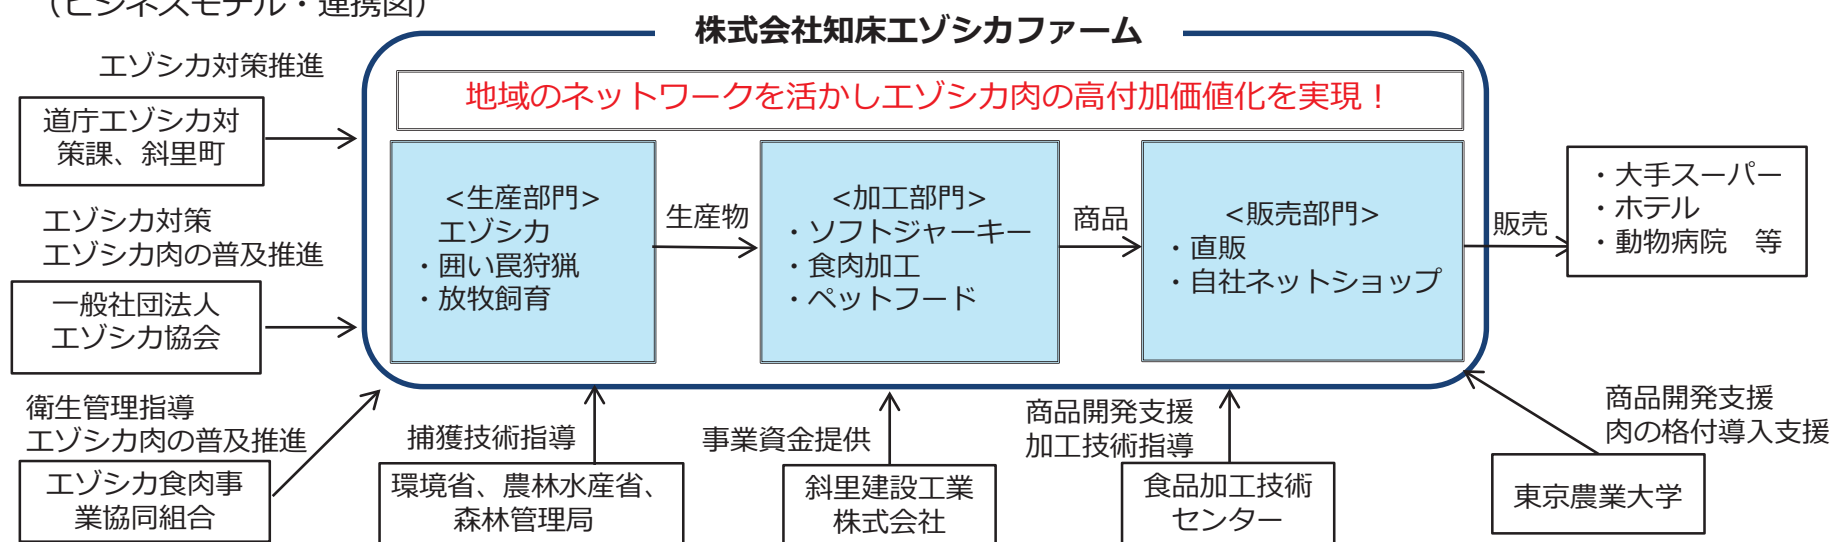 （ビジネスモデル・連携図）
株式会社知床エゾシカファーム
エゾシカ対策推進
地域のネットワークを活かしエゾシカ肉の高付加価値化を実現！
道庁エゾシカ対
策課、斜里町
エゾシカ対策
エゾシカ肉の普及推進
一般社団法人
エゾシカ協会
衛生管理指導
エゾシカ肉の普及推進
エゾシカ食肉事
業協同組合
<生産部門>
エゾシカ
・囲い罠狩猟
・放牧飼育
生産物
<加工部門>
・ソフトジャーキー
・食肉加工
・ペットフード
商品
<販売部門>
・直販
・自社ネットショップ
販売
・大手スーパー
・ホテル
・動物病院　等
捕獲技術指導
環境省、農林水産省、
森林管理局
事業資金提供
斜里建設工業
株式会社
商品開発支援
加工技術指導
食品加工技術
センター
商品開発支援
肉の格付導入支援
東京農業大学